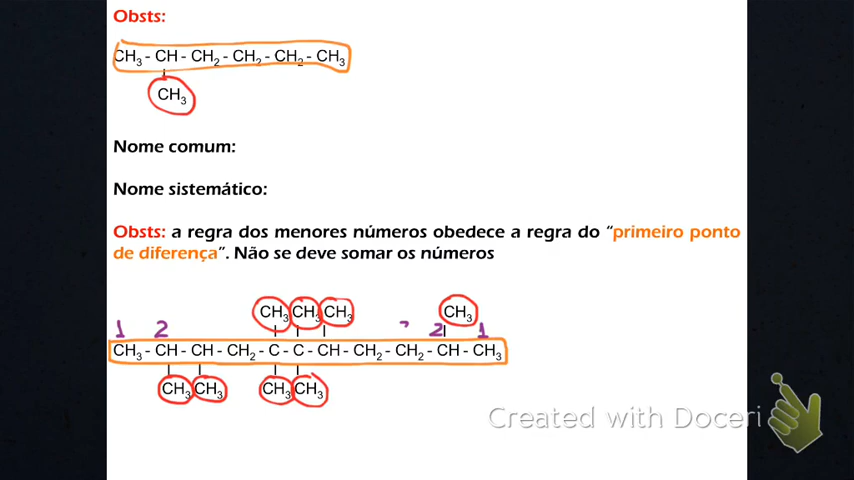 Obsts:
CH₃ - CH - CH₂ - CH₂ - CH₂ - CH₃
CH₃
Nome comum:
Nome sistemático:
Obsts: a regra dos menores números obedece a regra do “primeiro ponto
de diferença”. Não se deve somar os números
CH₃ CH₃ CH₃ CH₃
1 2 2 1
CH₃ - CH - CH - CH₂ - C - C - CH - CH₂ - CH₂ - CH - CH₃
CH₃ CH₃ CH₃ CH₃
Created with Doceri